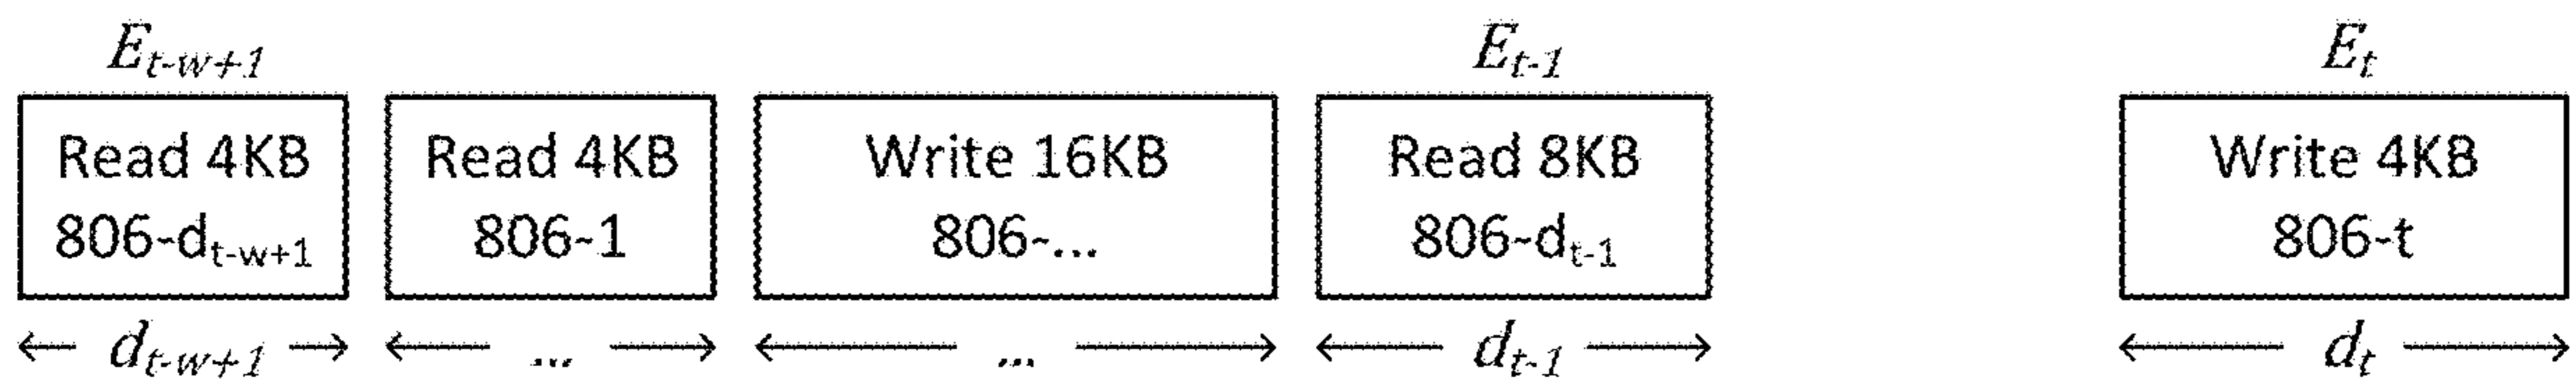 E_{t-w+1} E_{t-1} E_t
Read 4KB Read 4KB Write 16KB Read 8KB Write 4KB
806-d_{t-w+1} 806-1 806-... 806-d_{t-1} 806-t
← d_{t-w+1} → ← ... → ← ... → ← d_{t-1} → ← d_t →